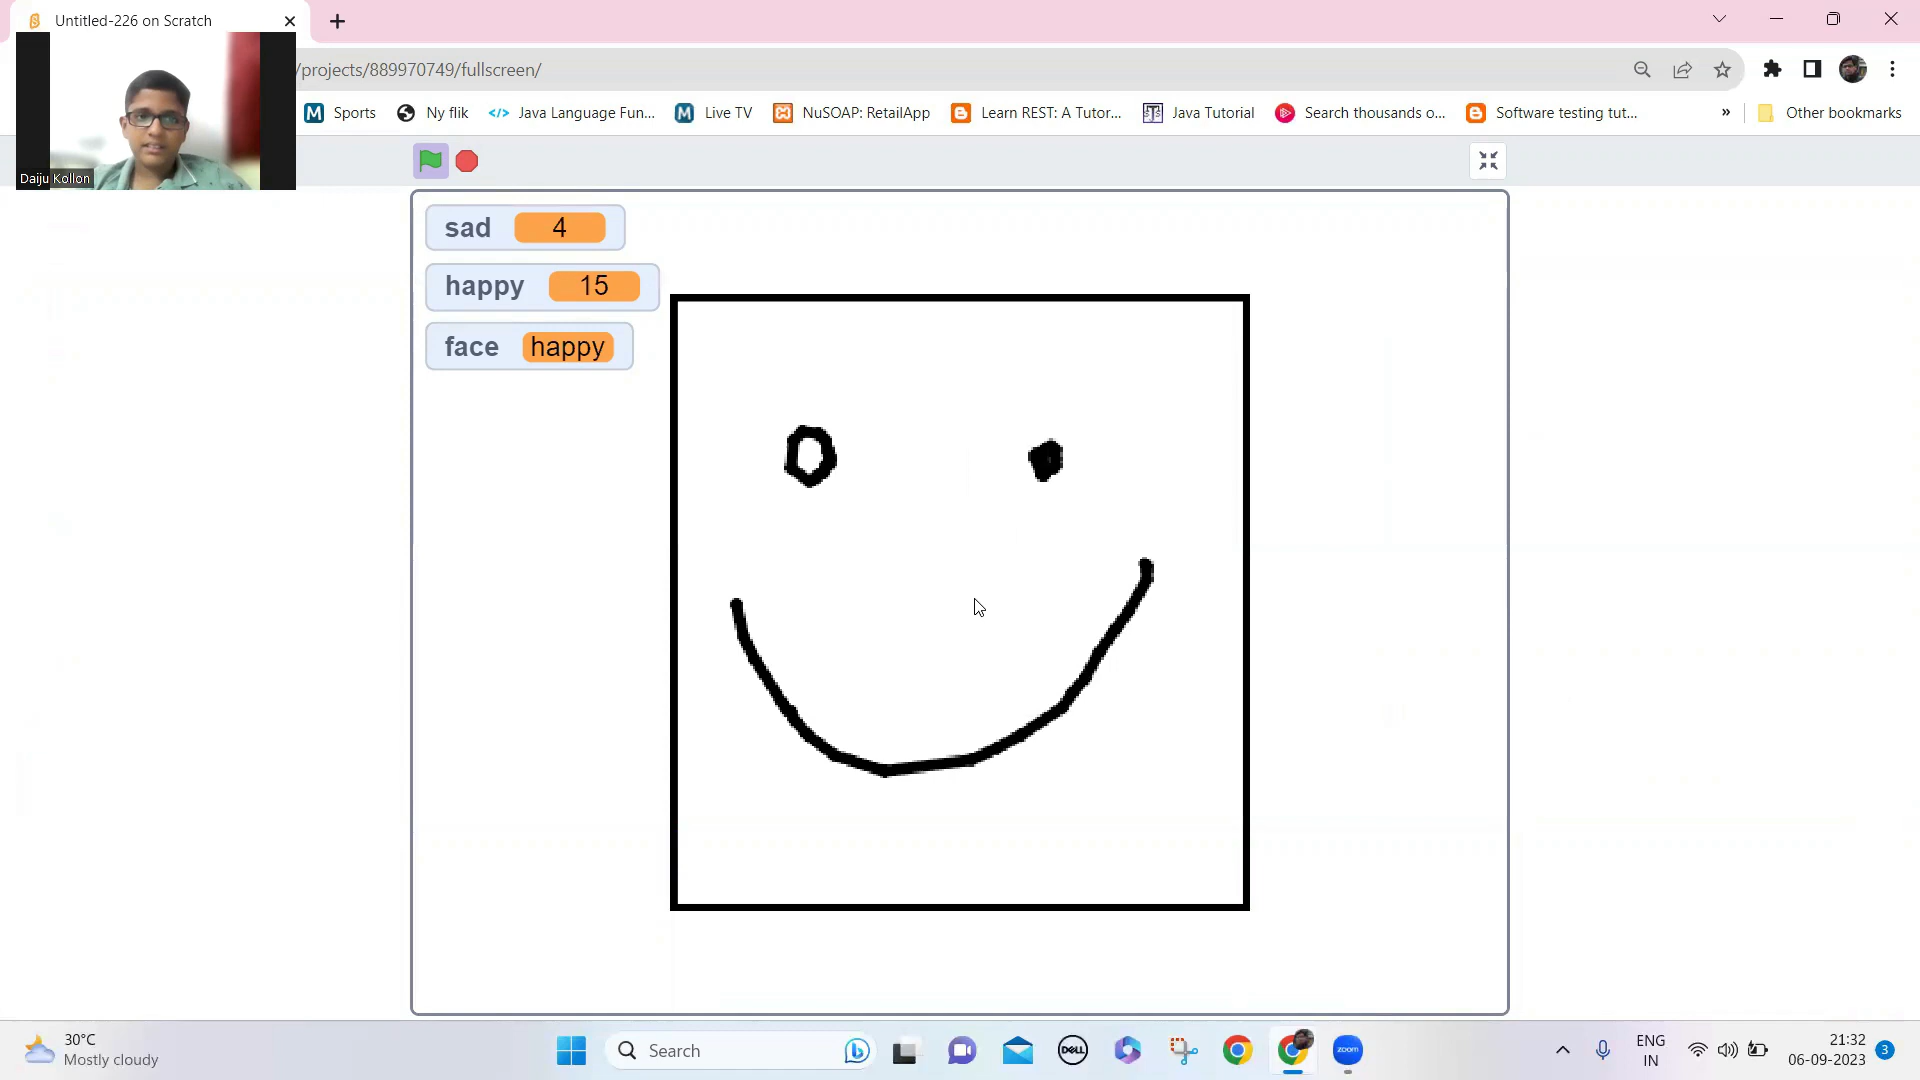 Untitled-226 on Scratch
/projects/889970749/fullscreen/
Sports
Ny flik
Java Language Fun...
Live TV
NuSOAP: RetailApp
Learn REST: A Tutor...
Java Tutorial
Search thousands o...
Software testing tut...
»
Other bookmarks
Daiju Kollon
sad 4
happy 15
face happy
30°C
Mostly cloudy
Search
DELL
zoom
ENG
IN
21:32
06-09-2023
3